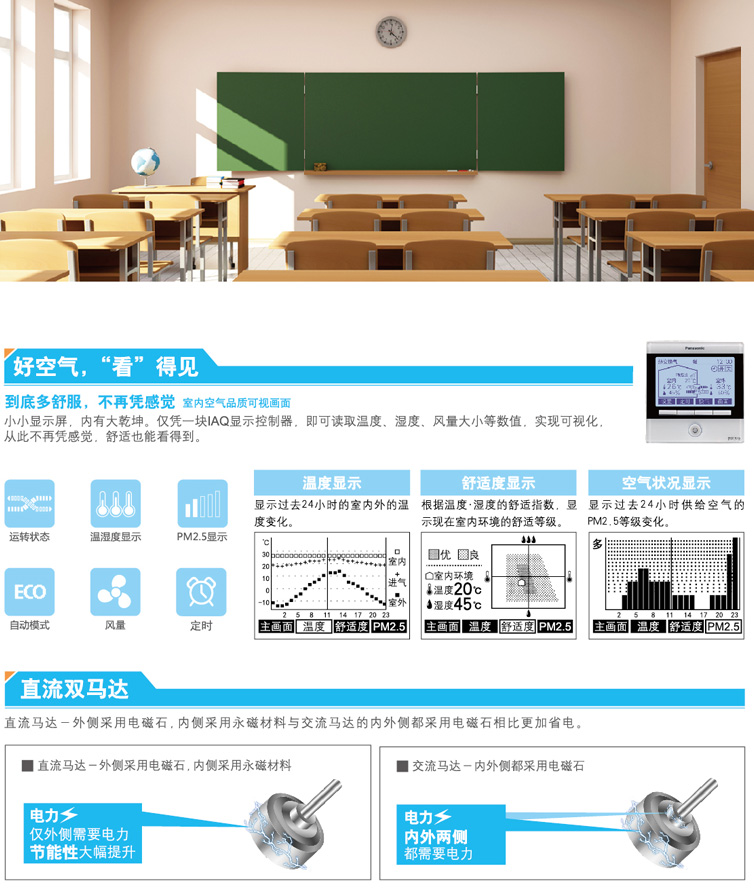 好空气，“看”得见
Panasonic
到底多舒服，不再凭感觉 室内空气品质可视画面
小小显示屏，内有大乾坤。仅凭一块IAQ显示控制器，即可读取温度、湿度、风量大小等数值，实现可视化，
从此不再凭感觉，舒适也能看得到。
运转状态
温湿度显示
PM2.5显示
ECO
自动模式
风量
定时
温度显示
显示过去24小时的室内外的温
度变化。
℃
30
20
10
0
-10
室内
进气
室外
2 5 8 11 14 17 20 23
主画面 温度 舒适度 PM2.5
舒适度显示
根据温度·湿度的舒适指数，显
示现在室内环境的舒适等级。
优 良
室内环境
温度20℃
湿度45℃
主画面 温度 舒适度 PM2.5
空气状况显示
显示过去24小时供给空气的
PM2.5等级变化。
多
2 5 8 11 14 17 20 23
主画面 温度 舒适度 PM2.5
直流双马达
直流马达－外侧采用电磁石，内侧采用永磁材料与交流马达的内外侧都采用电磁石相比更加省电。
直流马达－外侧采用电磁石，内侧采用永磁材料
电力
仅外侧需要电力
节能性大幅提升
交流马达－内外侧都采用电磁石
电力
内外两侧
都需要电力